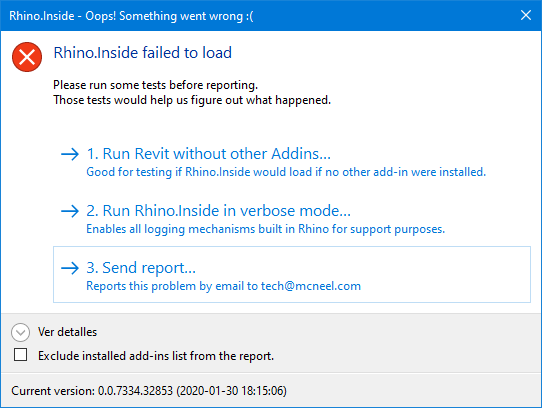 Rhino.Inside - Oops! Something went wrong :(
Rhino.Inside failed to load
Please run some tests before reporting.
Those tests would help us figure out what happened.
1. Run Revit without other Addins...
Good for testing if Rhino.Inside would load if no other add-in were installed.
2. Run Rhino.Inside in verbose mode...
Enables all logging mechanisms built in Rhino for support purposes.
3. Send report...
Reports this problem by email to tech@mcneel.com
Ver detalles
Exclude installed add-ins list from the report.
Current version: 0.0.7334.32853 (2020-01-30 18:15:06)